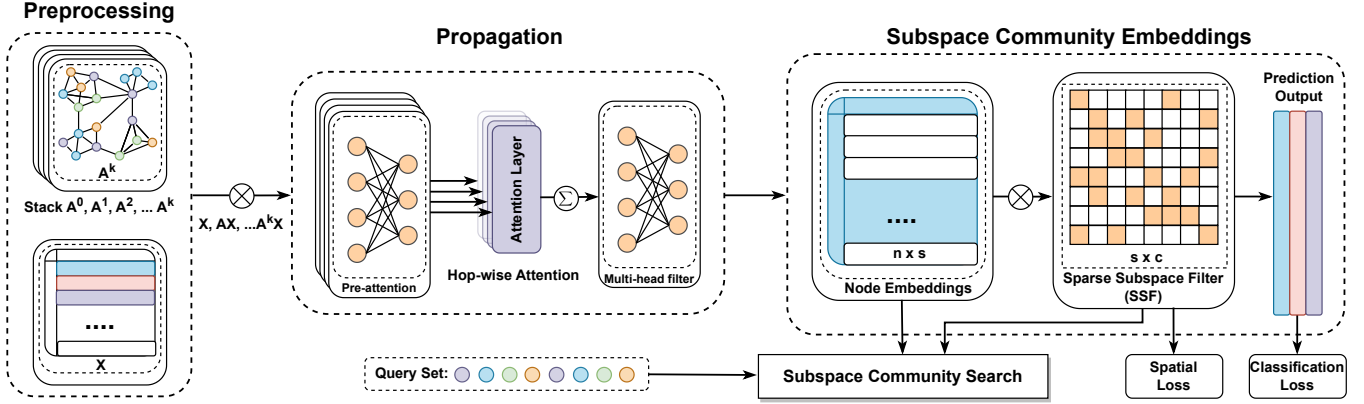 Preprocessing
A^k
Stack A^0, A^1, A^2, ... A^k
....
X
X, AX, ...A^kX
Propagation
Pre-attention
Attention Layer
Hop-wise Attention
Σ
Multi-head filter
Subspace Community Embeddings
....
n x s
Node Embeddings
s x c
Sparse Subspace Filter
(SSF)
Prediction
Output
Query Set:
Subspace Community Search
Spatial
Loss
Classification
Loss